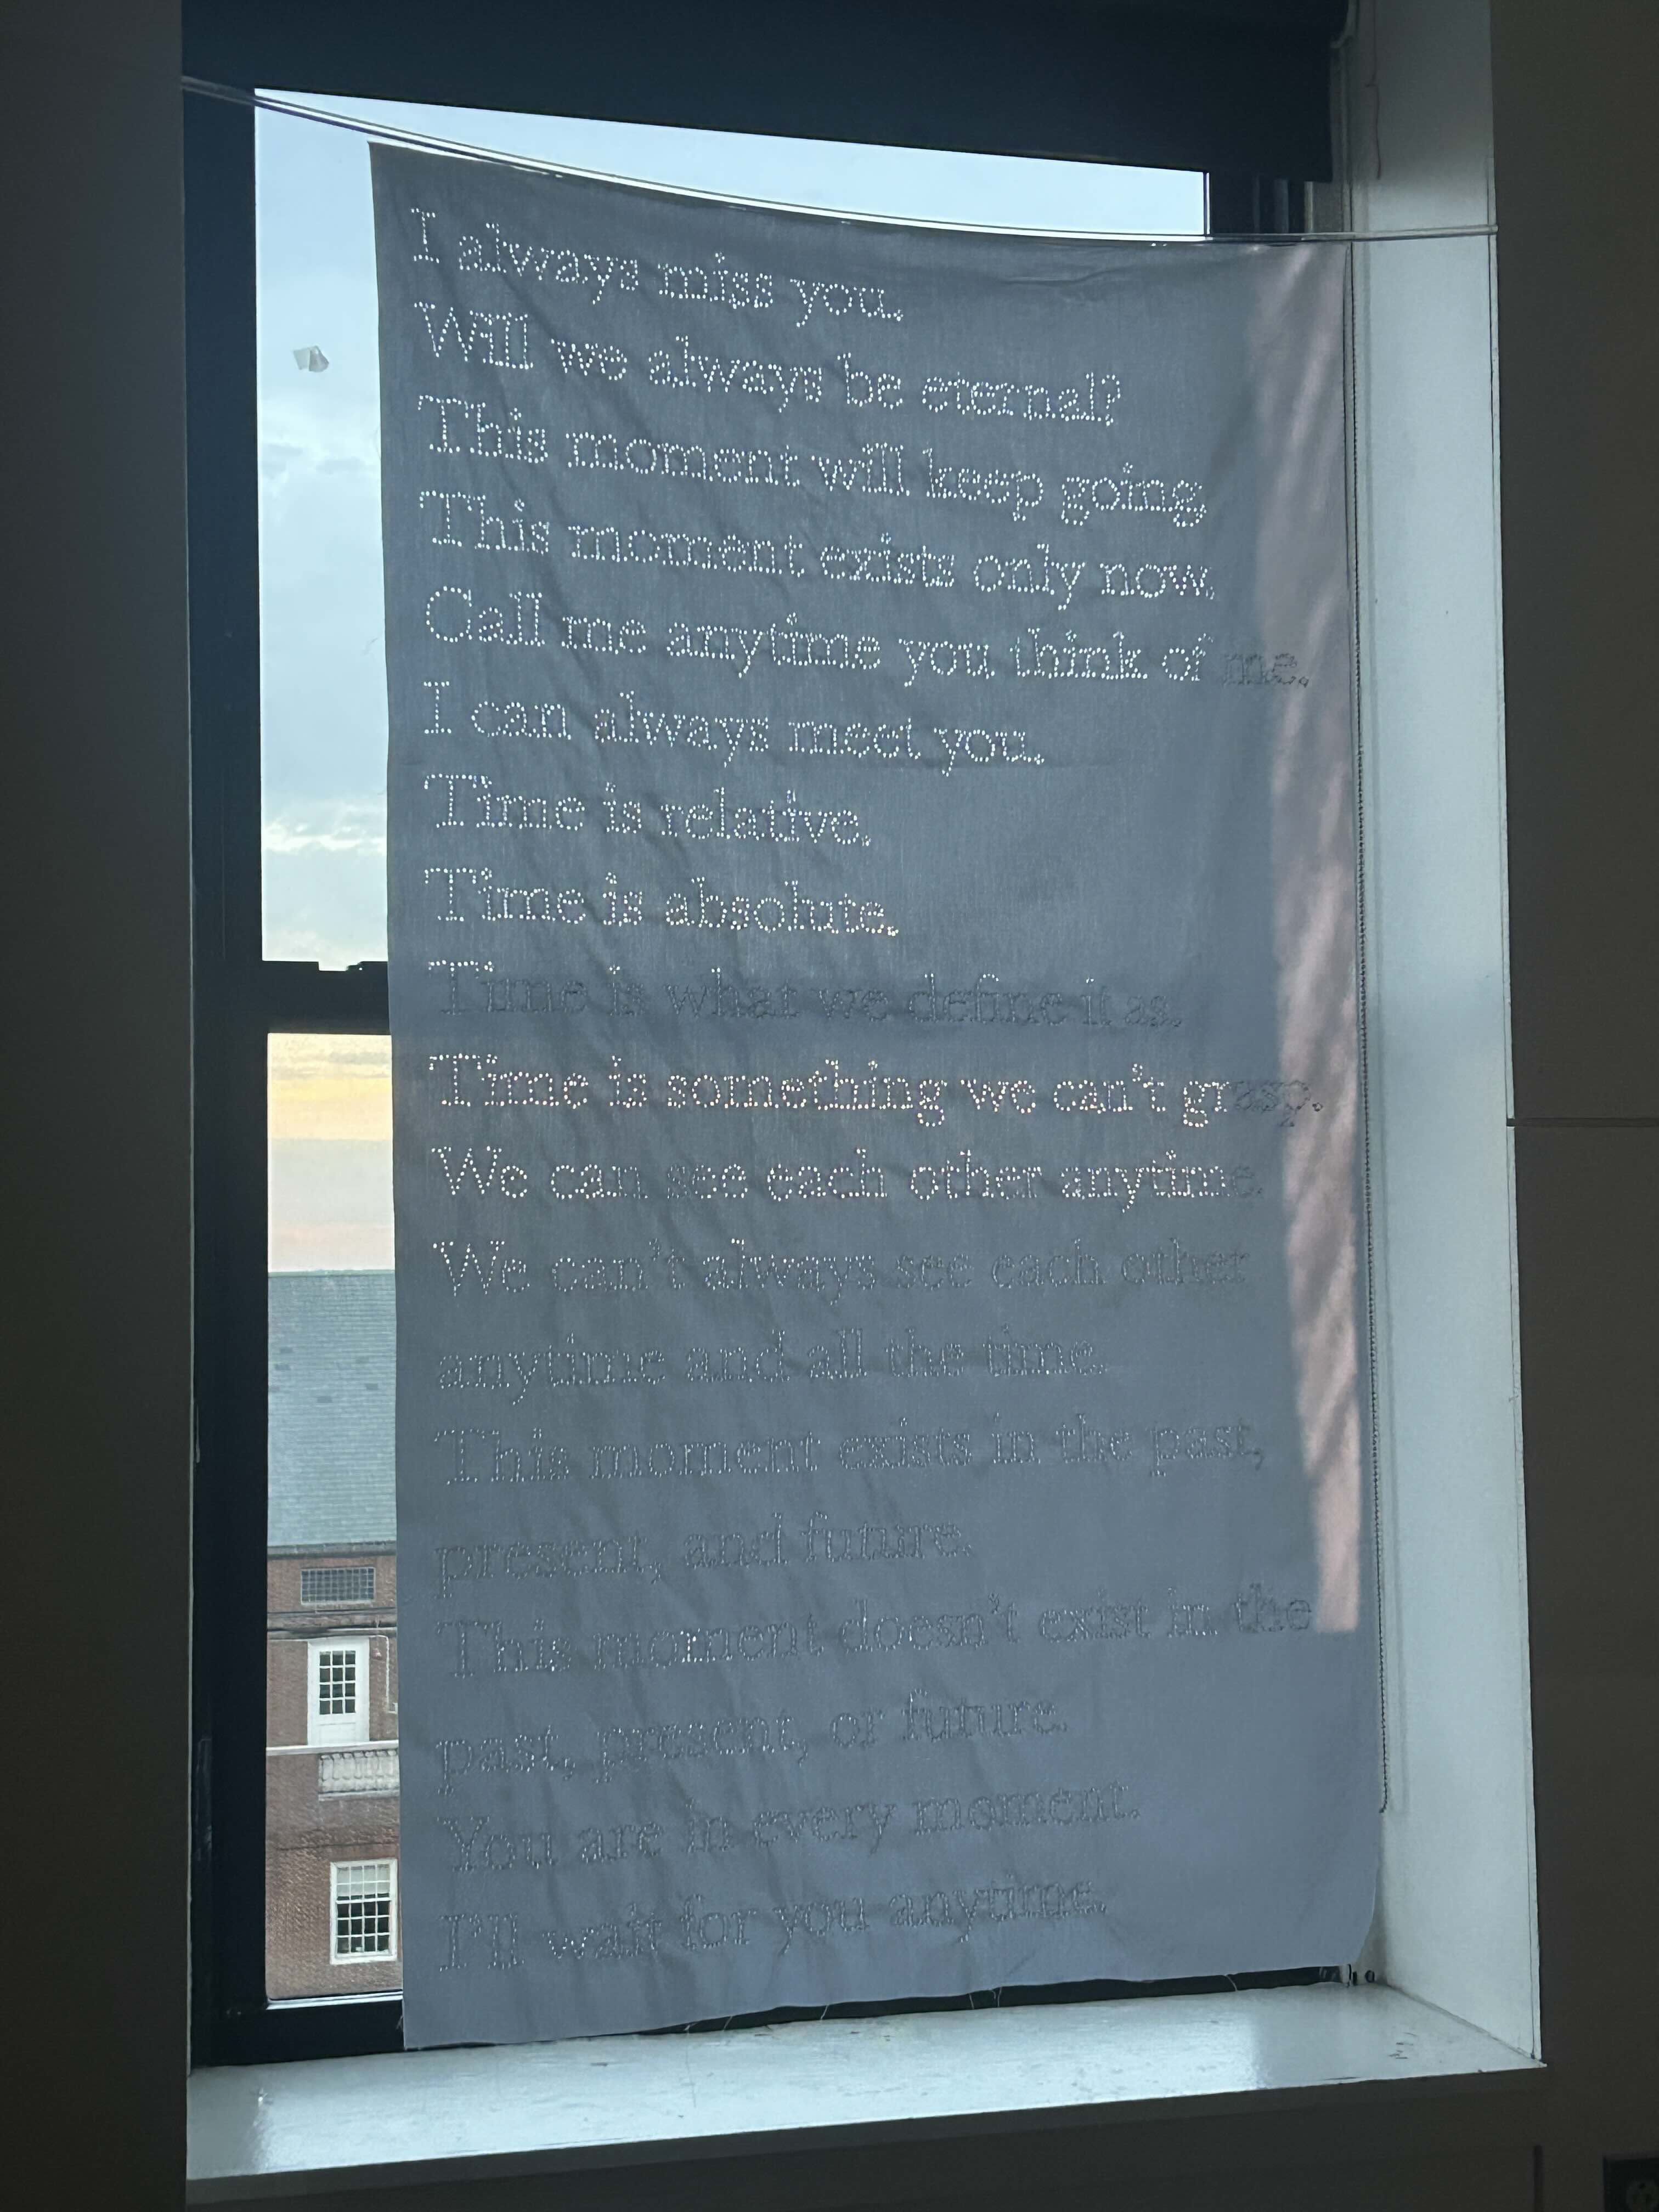 I always miss you.
Will we always be eternal?
This moment will keep going.
This moment exists only now.
Call me anytime you think of me.
I can always meet you.
Time is relative.
Time is absolute.
Time is what we define it as.
Time is something we can't grasp.
We can see each other anytime.
We can't always see each other
anytime and all the time.
This moment exists in the past,
present, and future.
This moment doesn't exist in the
past, present, or future.
You are in every moment.
I'll wait for you anytime.